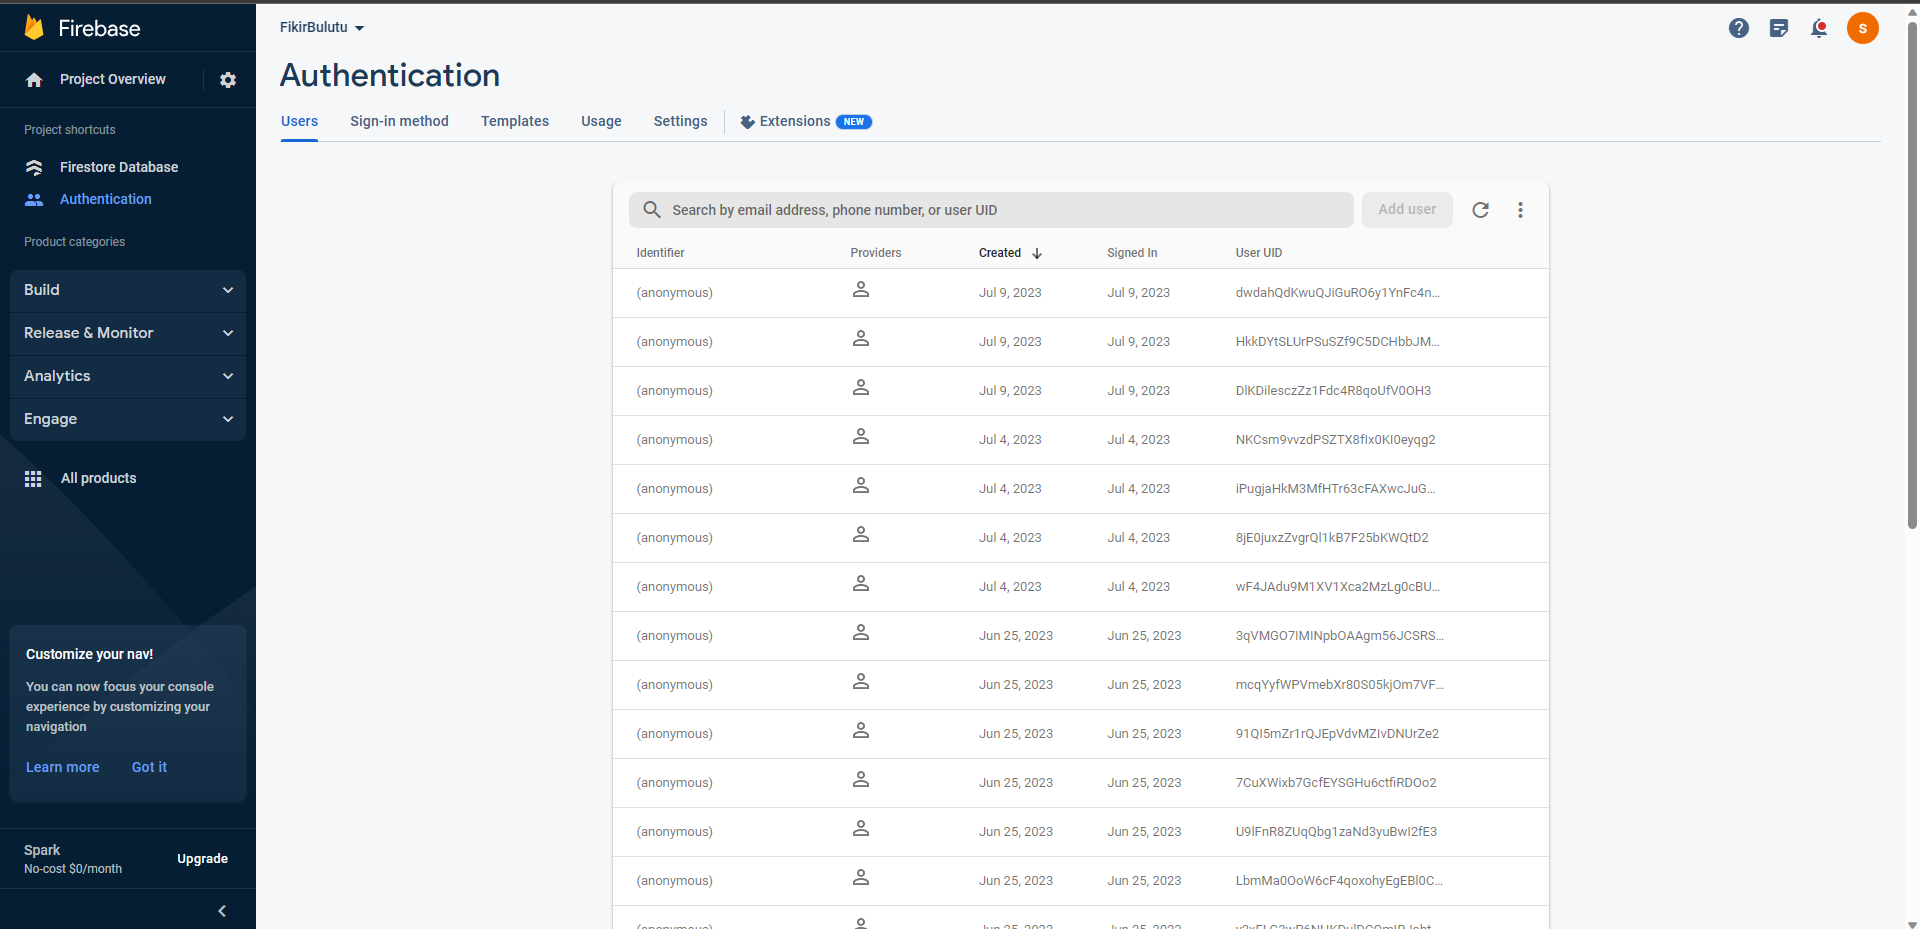 Firebase
FikirBulutu
S
Project Overview
Authentication
Users Sign-in method Templates Usage Settings Extensions NEW
Project shortcuts
Firestore Database
Authentication
Product categories
Build
Release & Monitor
Analytics
Engage
All products
Customize your nav!
You can now focus your console
experience by customizing your
navigation
Learn more Got it
Spark
No-cost $0/month
Upgrade
Search by email address, phone number, or user UID
Add user
Identifier Providers Created Signed In User UID
(anonymous) Jul 9, 2023 Jul 9, 2023 dwdahQdKwuQJiGuRO6y1YnFc4n...
(anonymous) Jul 9, 2023 Jul 9, 2023 HkkDYtSLUrPSuSZf9C5DCHbbJM...
(anonymous) Jul 9, 2023 Jul 9, 2023 DlKDilesczZz1Fdc4R8qoUfV0OH3
(anonymous) Jul 4, 2023 Jul 4, 2023 NKCsm9vvzdPSZTX8fIx0KI0eyqg2
(anonymous) Jul 4, 2023 Jul 4, 2023 iPugjaHkM3MfHTr63cFAXwcJuG...
(anonymous) Jul 4, 2023 Jul 4, 2023 8jE0juxzZvgrQl1kB7F25bKWQtD2
(anonymous) Jul 4, 2023 Jul 4, 2023 wF4JAdu9M1XV1Xca2MzLg0cBU...
(anonymous) Jun 25, 2023 Jun 25, 2023 3qVMGO7IMINpbOAAgm56JCSRS...
(anonymous) Jun 25, 2023 Jun 25, 2023 mcqYyfWPVmebXr80S05kjOm7VF...
(anonymous) Jun 25, 2023 Jun 25, 2023 91QI5mZr1rQJEpVdvMZIvDNUrZe2
(anonymous) Jun 25, 2023 Jun 25, 2023 7CuXWixb7GcfEYSGHu6ctfiRDOo2
(anonymous) Jun 25, 2023 Jun 25, 2023 U9lFnR8ZUqQbg1zaNd3yuBwI2fE3
(anonymous) Jun 25, 2023 Jun 25, 2023 LbmMa0OoW6cF4qoxohyEgEBl0C...
(anonymous) Jun 25, 2023 Jun 25, 2023